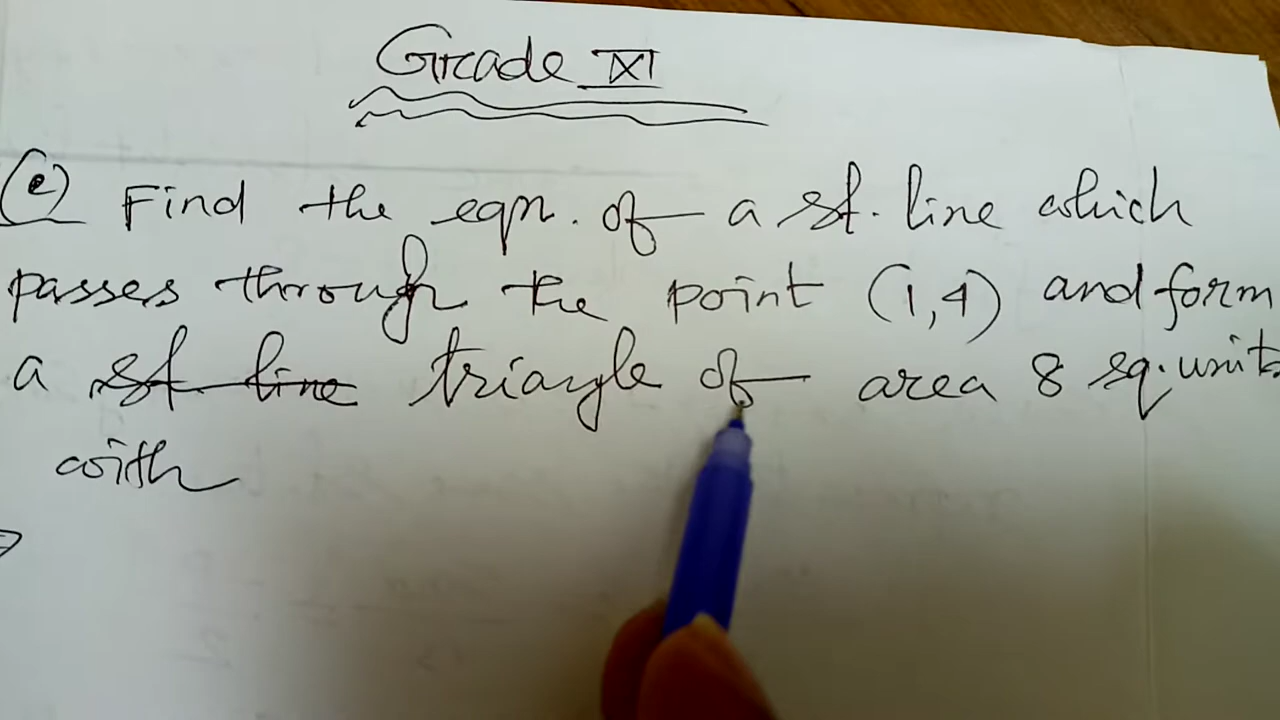 Grade XI
(e) Find the eqn. of a st. line which
passes through the point (1,4) and form
a st line triangle of area 8 sq. units
with
⇒